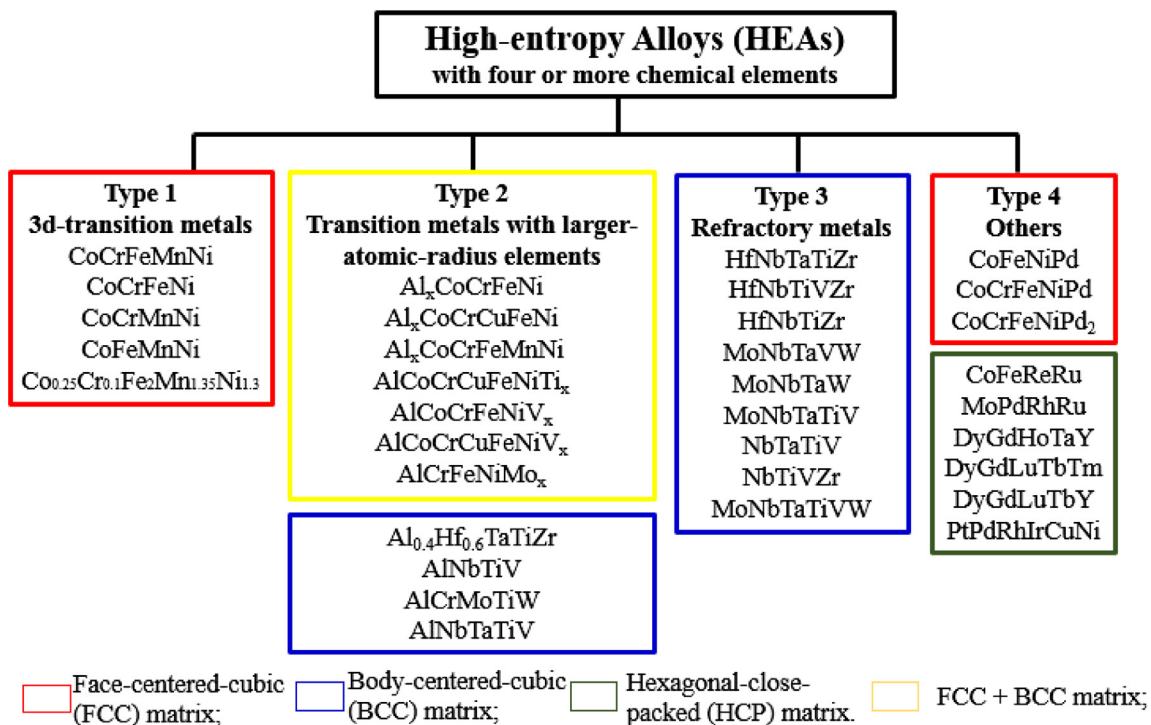 High-entropy Alloys (HEAs)
with four or more chemical elements
Type 1
3d-transition metals
CoCrFeMnNi
CoCrFeNi
CoCrMnNi
CoFeMnNi
Co0.25Cr0.1Fe2Mn1.35Ni1.3
Type 2
Transition metals with larger-
atomic-radius elements
AlxCoCrFeNi
AlxCoCrCuFeNi
AlxCoCrFeMnNi
AlCoCrCuFeNiTix
AlCoCrFeNiVx
AlCoCrCuFeNiVx
AlCrFeNiMox
Al0.4Hf0.6TaTiZr
AlNbTiV
AlCrMoTiW
AlNbTaTiV
Type 3
Refractory metals
HfNbTaTiZr
HfNbTiVZr
HfNbTiZr
MoNbTaVW
MoNbTaW
MoNbTaTiV
NbTaTiV
NbTiVZr
MoNbTaTiVW
Type 4
Others
CoFeNiPd
CoCrFeNiPd
CoCrFeNiPd2
CoFeReRu
MoPdRhRu
DyGdHoTaY
DyGdLuTbTm
DyGdLuTbY
PtPdRhIrCuNi
Face-centered-cubic
(FCC) matrix;
Body-centered-cubic
(BCC) matrix;
Hexagonal-close-
packed (HCP) matrix.
FCC + BCC matrix;